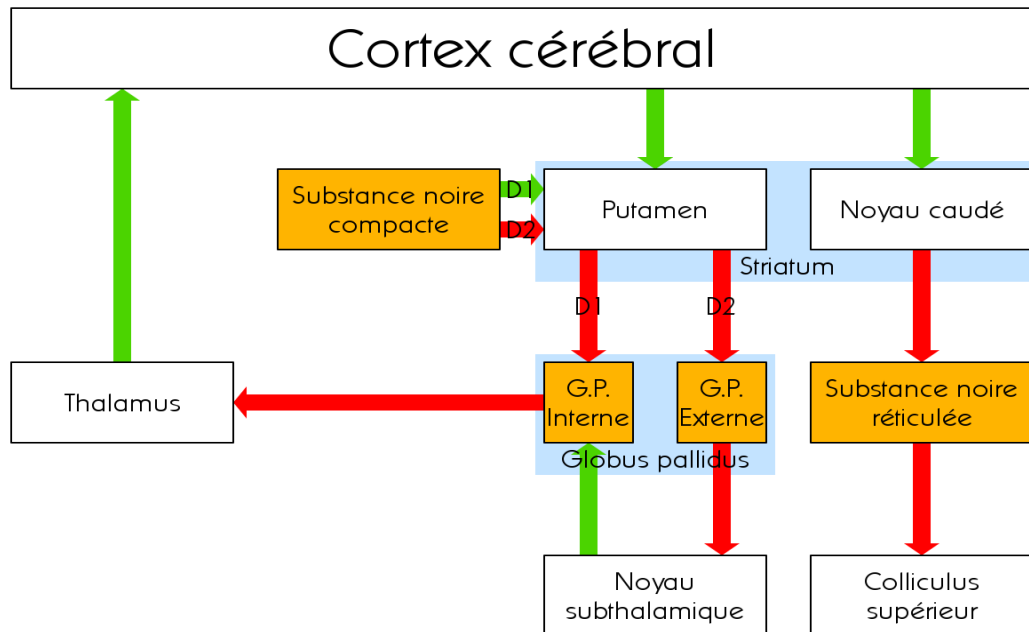 Cortex cérébral
Substance noire
compacte
D1
D2
Putamen
Noyau caudé
Striatum
D1
D2
Thalamus
G.P.
Interne
G.P.
Externe
Substance noire
réticulée
Globus pallidus
Noyau
subthalamique
Colliculus
supérieur